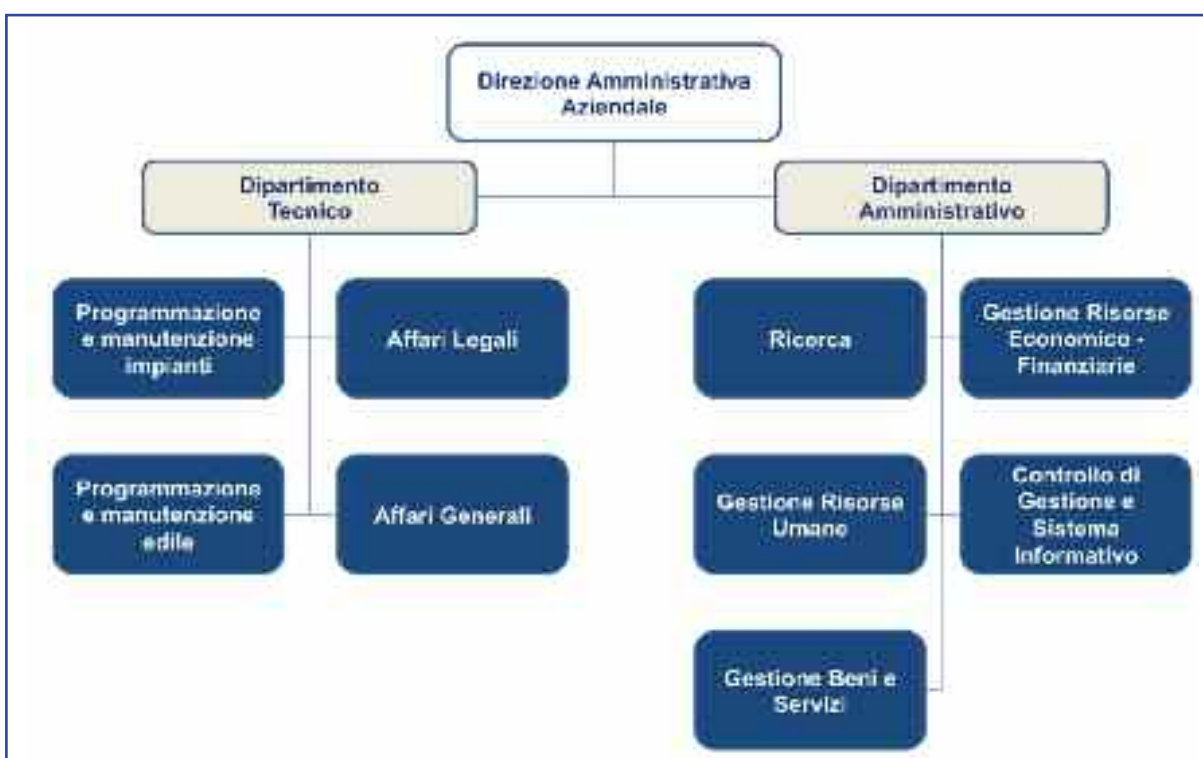 Direzione Amministrativa
Aziendale
Dipartimento
Tecnico
Dipartimento
Amministrativo
Programmazione
e manutenzione
impianti
Affari Legali
Ricerca
Gestione Risorse
Economico -
Finanziarie
Programmazione
e manutenzione
edile
Affari Generali
Gestione Risorse
Umane
Controllo di
Gestione e
Sistema
Informativo
Gestione Beni e
Servizi